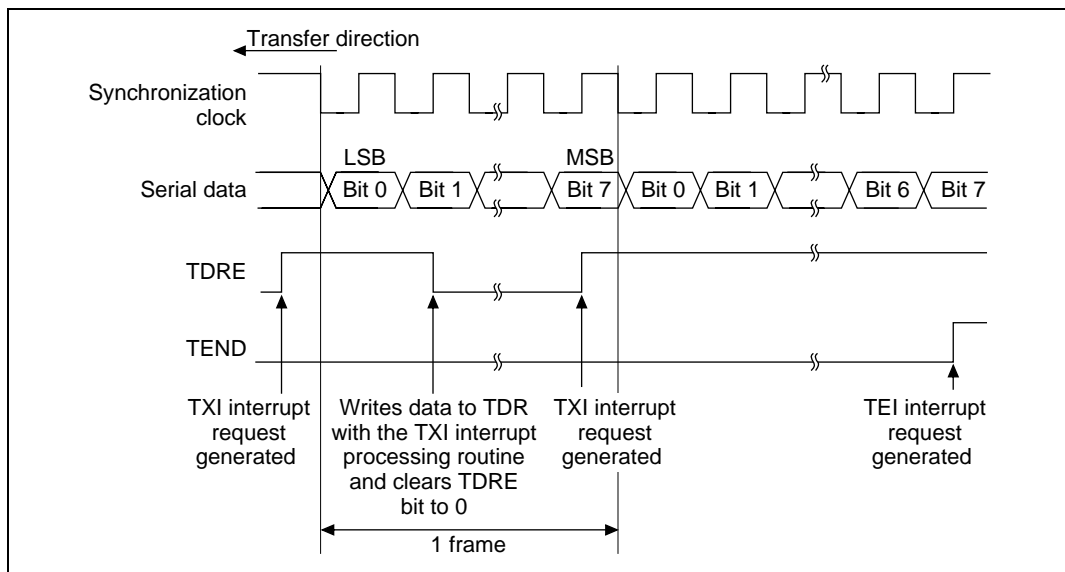 Transfer direction
Synchronization
clock
LSB
MSB
Serial data
Bit 0
Bit 1
Bit 7
Bit 0
Bit 1
Bit 6
Bit 7
TDRE
TEND
TXI interrupt
request
generated
Writes data to TDR
with the TXI interrupt
processing routine
and clears TDRE
bit to 0
TXI interrupt
request
generated
TEI interrupt
request
generated
1 frame